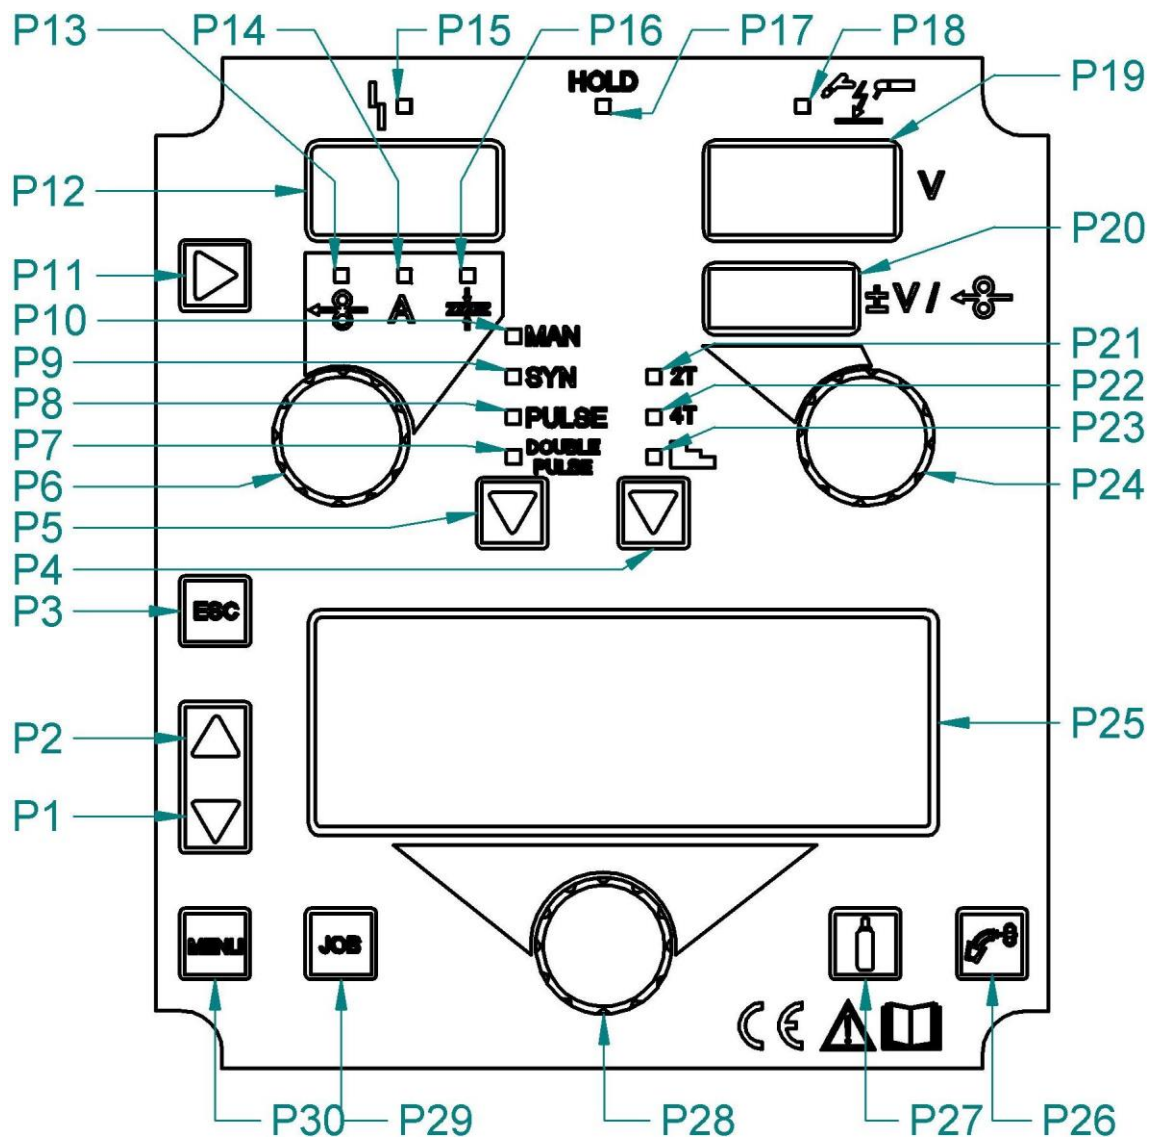 P13 P14 P15 P16 P17 P18
HOLD
P19
P12
V
P20
P11
A
±V /
P10
MAN
P9
SYN
2T
P21
P8
PULSE
4T
P22
P7
DOUBLE
PULSE
P23
P6
P24
P5
P4
P3
ESC
P2
P25
P1
MENU
JOB
CE
P30 P29 P28 P27 P26